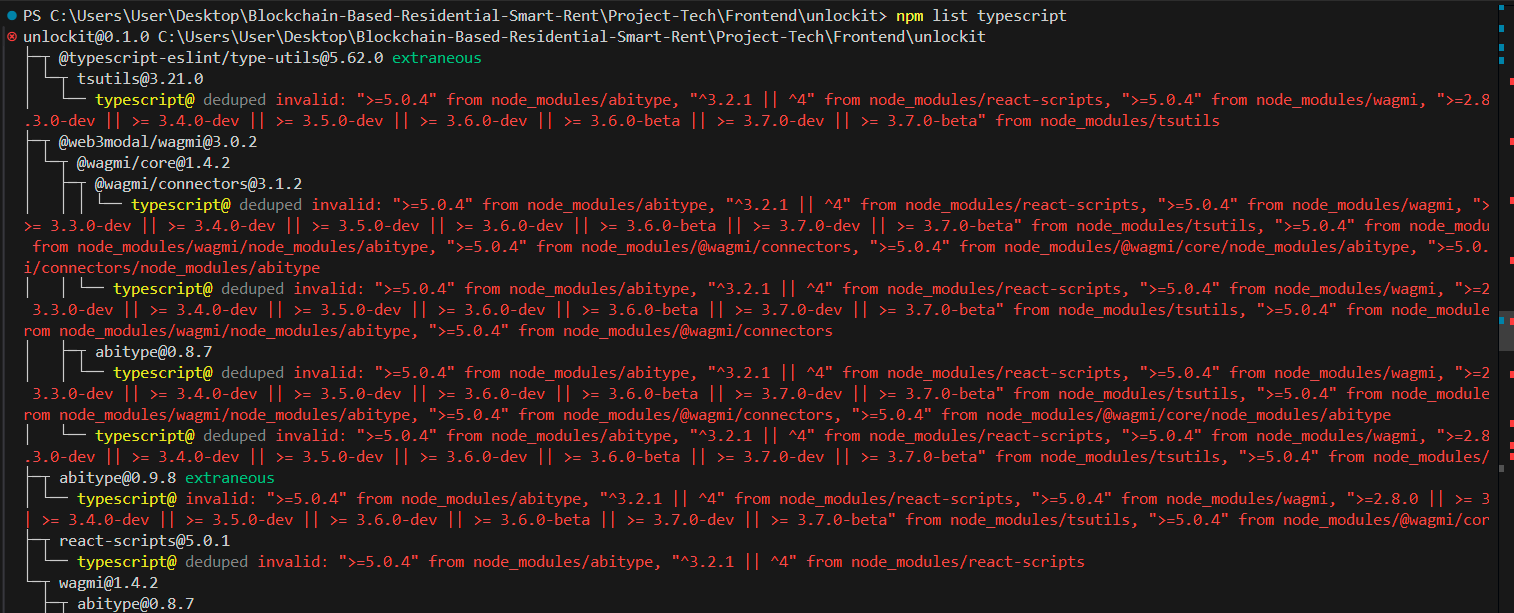 PS C:\Users\User\Desktop\Blockchain-Based-Residential-Smart-Rent\Project-Tech\Frontend\unlockit> npm list typescript
unlockit@0.1.0 C:\Users\User\Desktop\Blockchain-Based-Residential-Smart-Rent\Project-Tech\Frontend\unlockit
├─┬ @typescript-eslint/type-utils@5.62.0 extraneous
│ └─┬ tsutils@3.21.0
│   └── typescript@ deduped invalid: ">=5.0.4" from node_modules/abitype, "^3.2.1 || ^4" from node_modules/react-scripts, ">=5.0.4" from node_modules/wagmi, ">=2.8
.3.0-dev || >= 3.4.0-dev || >= 3.5.0-dev || >= 3.6.0-dev || >= 3.6.0-beta || >= 3.7.0-dev || >= 3.7.0-beta" from node_modules/tsutils
├─┬ @web3modal/wagmi@3.0.2
│ └─┬ @wagmi/core@1.4.2
│   ├─┬ @wagmi/connectors@3.1.2
│   │ │ └── typescript@ deduped invalid: ">=5.0.4" from node_modules/abitype, "^3.2.1 || ^4" from node_modules/react-scripts, ">=5.0.4" from node_modules/wagmi, ">
>= 3.3.0-dev || >= 3.4.0-dev || >= 3.5.0-dev || >= 3.6.0-dev || >= 3.6.0-beta || >= 3.7.0-dev || >= 3.7.0-beta" from node_modules/tsutils, ">=5.0.4" from node_modu
 from node_modules/wagmi/node_modules/abitype, ">=5.0.4" from node_modules/@wagmi/connectors, ">=5.0.4" from node_modules/@wagmi/core/node_modules/abitype, ">=5.0.
i/connectors/node_modules/abitype
│   │ └── typescript@ deduped invalid: ">=5.0.4" from node_modules/abitype, "^3.2.1 || ^4" from node_modules/react-scripts, ">=5.0.4" from node_modules/wagmi, ">=2
 3.3.0-dev || >= 3.4.0-dev || >= 3.5.0-dev || >= 3.6.0-dev || >= 3.6.0-beta || >= 3.7.0-dev || >= 3.7.0-beta" from node_modules/tsutils, ">=5.0.4" from node_module
rom node_modules/wagmi/node_modules/abitype, ">=5.0.4" from node_modules/@wagmi/connectors
│   ├─┬ abitype@0.8.7
│   │ └── typescript@ deduped invalid: ">=5.0.4" from node_modules/abitype, "^3.2.1 || ^4" from node_modules/react-scripts, ">=5.0.4" from node_modules/wagmi, ">=2
 3.3.0-dev || >= 3.4.0-dev || >= 3.5.0-dev || >= 3.6.0-dev || >= 3.6.0-beta || >= 3.7.0-dev || >= 3.7.0-beta" from node_modules/tsutils, ">=5.0.4" from node_module
rom node_modules/wagmi/node_modules/abitype, ">=5.0.4" from node_modules/@wagmi/connectors, ">=5.0.4" from node_modules/@wagmi/core/node_modules/abitype
│   └── typescript@ deduped invalid: ">=5.0.4" from node_modules/abitype, "^3.2.1 || ^4" from node_modules/react-scripts, ">=5.0.4" from node_modules/wagmi, ">=2.8
.3.0-dev || >= 3.4.0-dev || >= 3.5.0-dev || >= 3.6.0-dev || >= 3.6.0-beta || >= 3.7.0-dev || >= 3.7.0-beta" from node_modules/tsutils, ">=5.0.4" from node_modules/
├─┬ abitype@0.9.8 extraneous
│ └── typescript@ invalid: ">=5.0.4" from node_modules/abitype, "^3.2.1 || ^4" from node_modules/react-scripts, ">=5.0.4" from node_modules/wagmi, ">=2.8.0 || >= 3
| >= 3.4.0-dev || >= 3.5.0-dev || >= 3.6.0-dev || >= 3.6.0-beta || >= 3.7.0-dev || >= 3.7.0-beta" from node_modules/tsutils, ">=5.0.4" from node_modules/@wagmi/cor
├─┬ react-scripts@5.0.1
│ └── typescript@ deduped invalid: ">=5.0.4" from node_modules/abitype, "^3.2.1 || ^4" from node_modules/react-scripts
└─┬ wagmi@1.4.2
  ├─┬ abitype@0.8.7